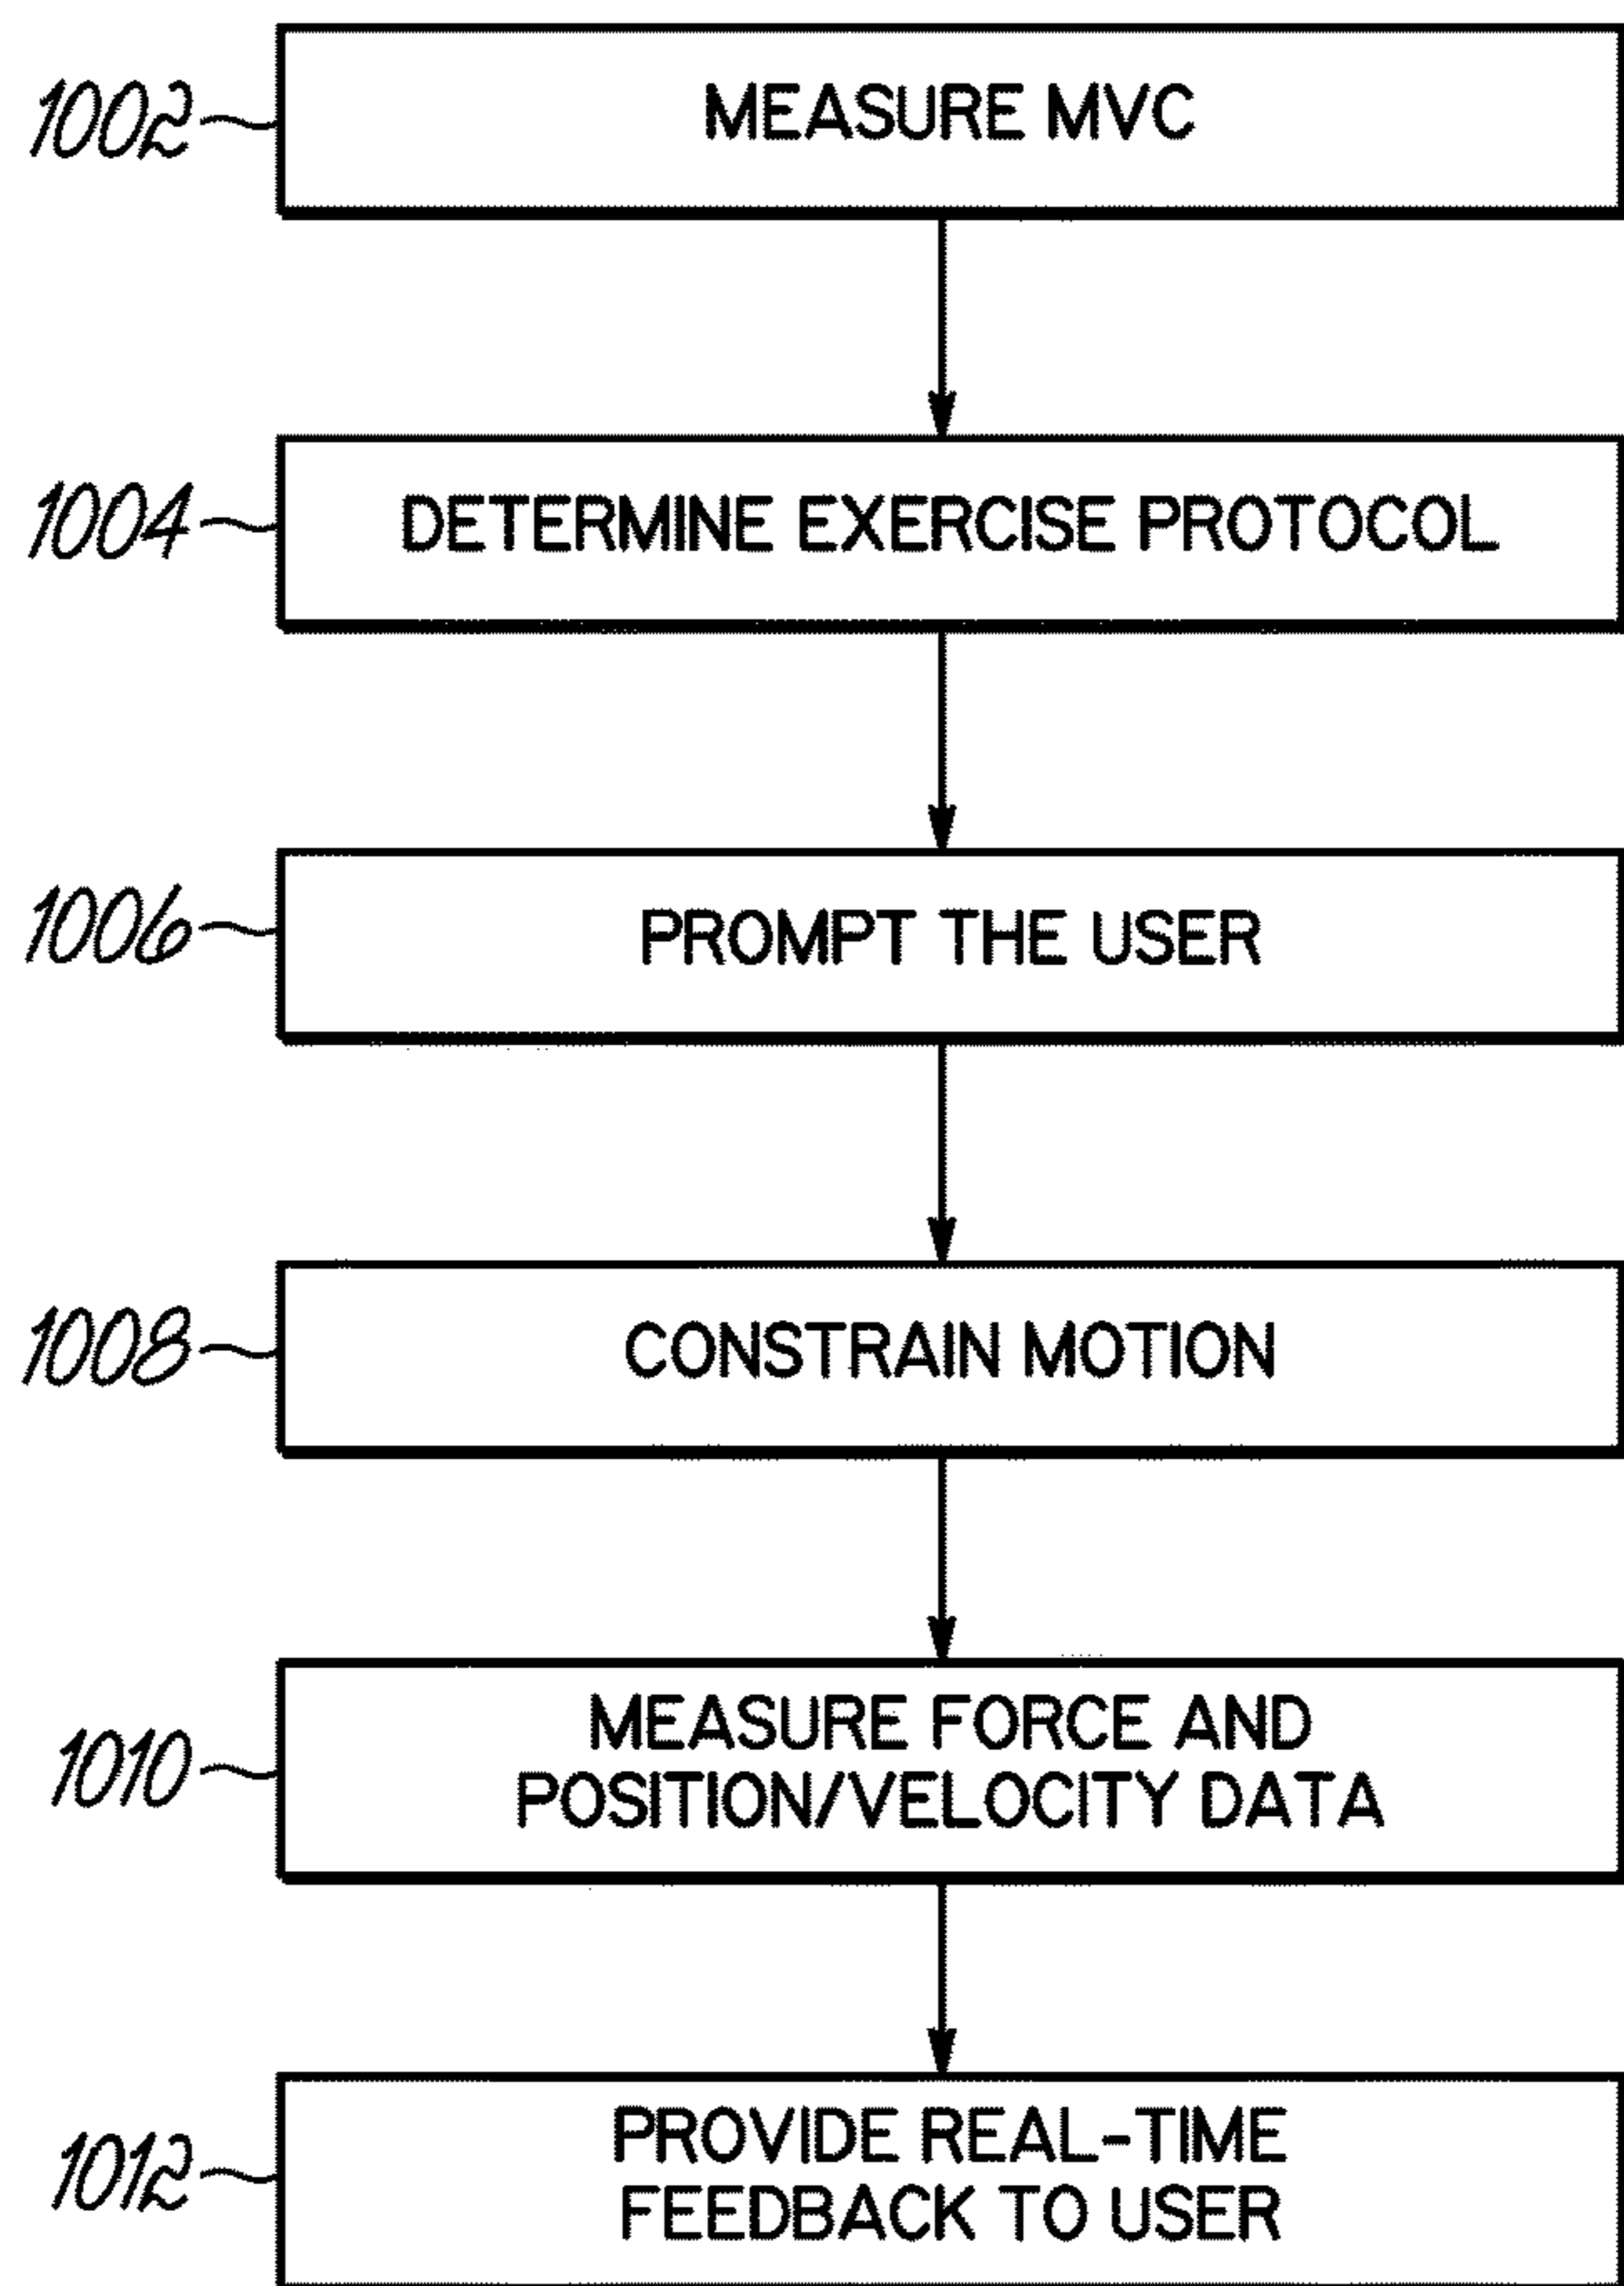 1002
MEASURE MVC
1004
DETERMINE EXERCISE PROTOCOL
1006
PROMPT THE USER
1008
CONSTRAIN MOTION
1010
MEASURE FORCE AND
POSITION/VELOCITY DATA
1012
PROVIDE REAL-TIME
FEEDBACK TO USER